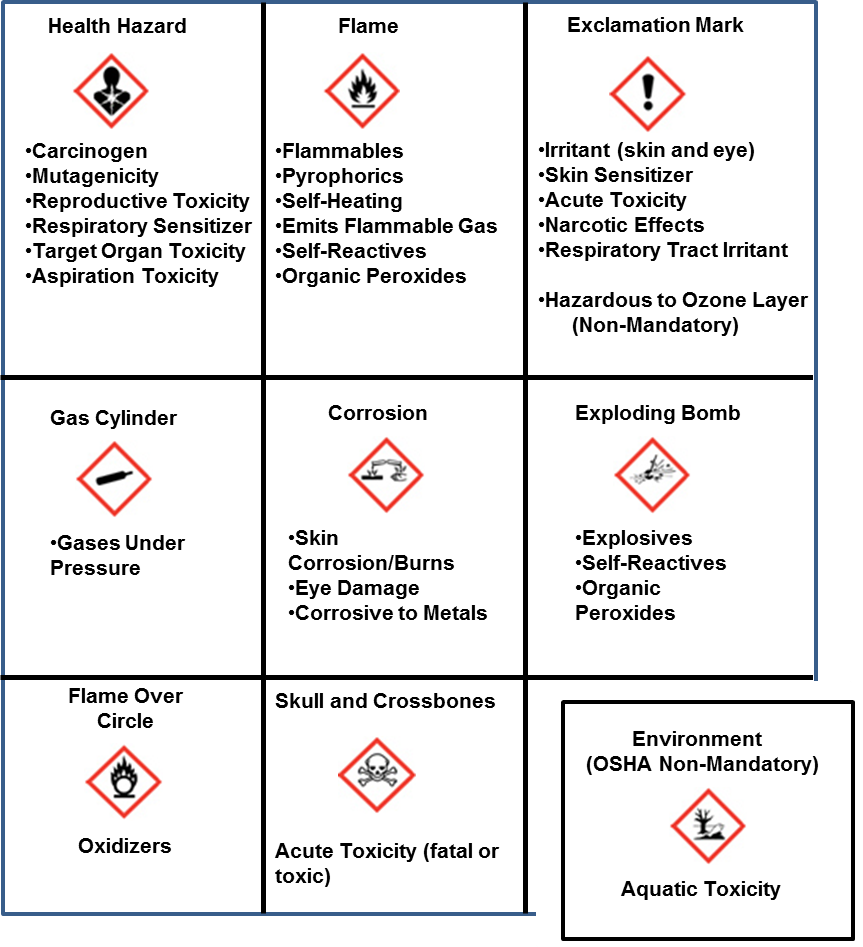 Health Hazard
•Carcinogen
•Mutagenicity
•Reproductive Toxicity
•Respiratory Sensitizer
•Target Organ Toxicity
•Aspiration Toxicity
Flame
•Flammables
•Pyrophorics
•Self-Heating
•Emits Flammable Gas
•Self-Reactives
•Organic Peroxides
Exclamation Mark
•Irritant (skin and eye)
•Skin Sensitizer
•Acute Toxicity
•Narcotic Effects
•Respiratory Tract Irritant
•Hazardous to Ozone Layer
(Non-Mandatory)
Gas Cylinder
•Gases Under
Pressure
Corrosion
•Skin
Corrosion/Burns
•Eye Damage
•Corrosive to Metals
Exploding Bomb
•Explosives
•Self-Reactives
•Organic
Peroxides
Flame Over
Circle
Oxidizers
Skull and Crossbones
Acute Toxicity (fatal or
toxic)
Environment
(OSHA Non-Mandatory)
Aquatic Toxicity